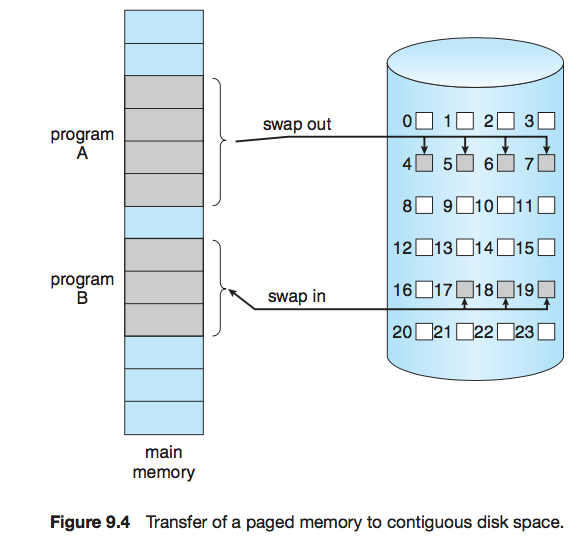 program
A
swap out
0 1 2 3
4 5 6 7
8 9 10 11
12 13 14 15
program
B
swap in
16 17 18 19
20 21 22 23
main
memory
Figure 9.4 Transfer of a paged memory to contiguous disk space.